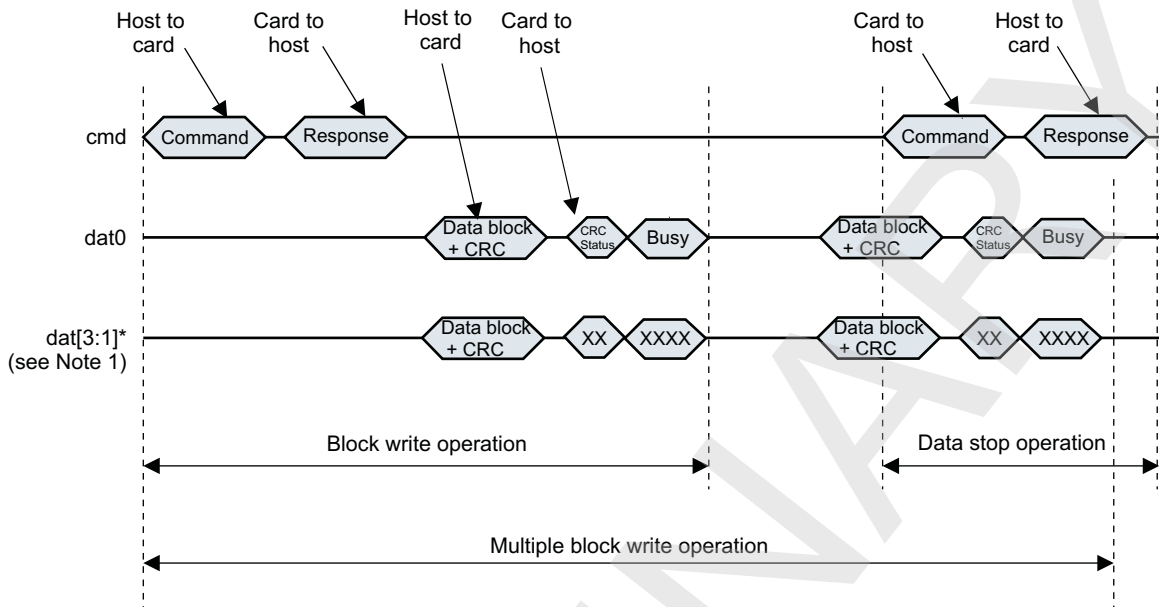 Host to
card
Card to
host
Host to
card
Card to
host
Card to
host
Host to
card
cmd
Command
Response
Command
Response
dat0
Data block
+ CRC
CRC
Status
Busy
Data block
+ CRC
CRC
Status
Busy
dat[3:1]*
(see Note 1)
Data block
+ CRC
XX
XXXX
Data block
+ CRC
XX
XXXX
Block write operation
Data stop operation
Multiple block write operation
NARY